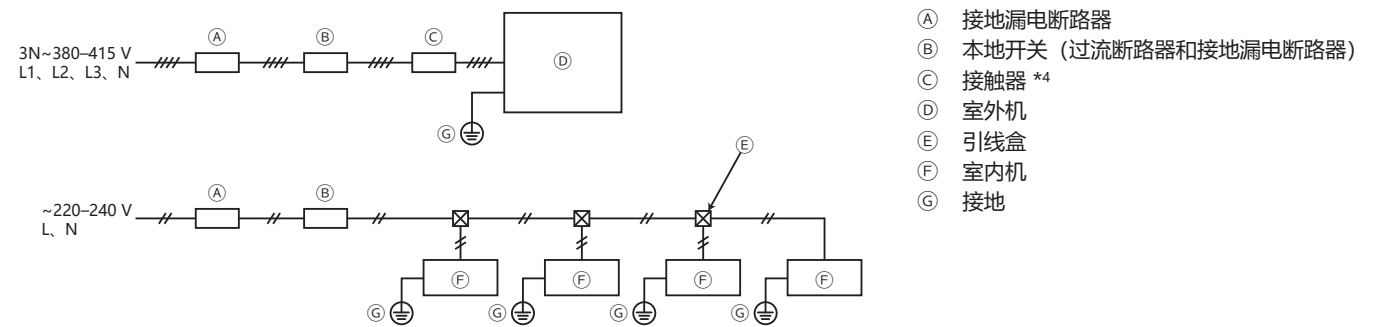 Ⓐ Ⓑ Ⓒ
3N~380–415 V
L1、L2、L3、N
Ⓓ
Ⓖ
Ⓔ
Ⓐ Ⓑ
~220–240 V
L、N
Ⓕ Ⓕ Ⓕ Ⓕ
Ⓖ Ⓖ Ⓖ Ⓖ
Ⓐ 接地漏电断路器
Ⓑ 本地开关（过流断路器和接地漏电断路器）
Ⓒ 接触器 *4
Ⓓ 室外机
Ⓔ 引线盒
Ⓕ 室内机
Ⓖ 接地